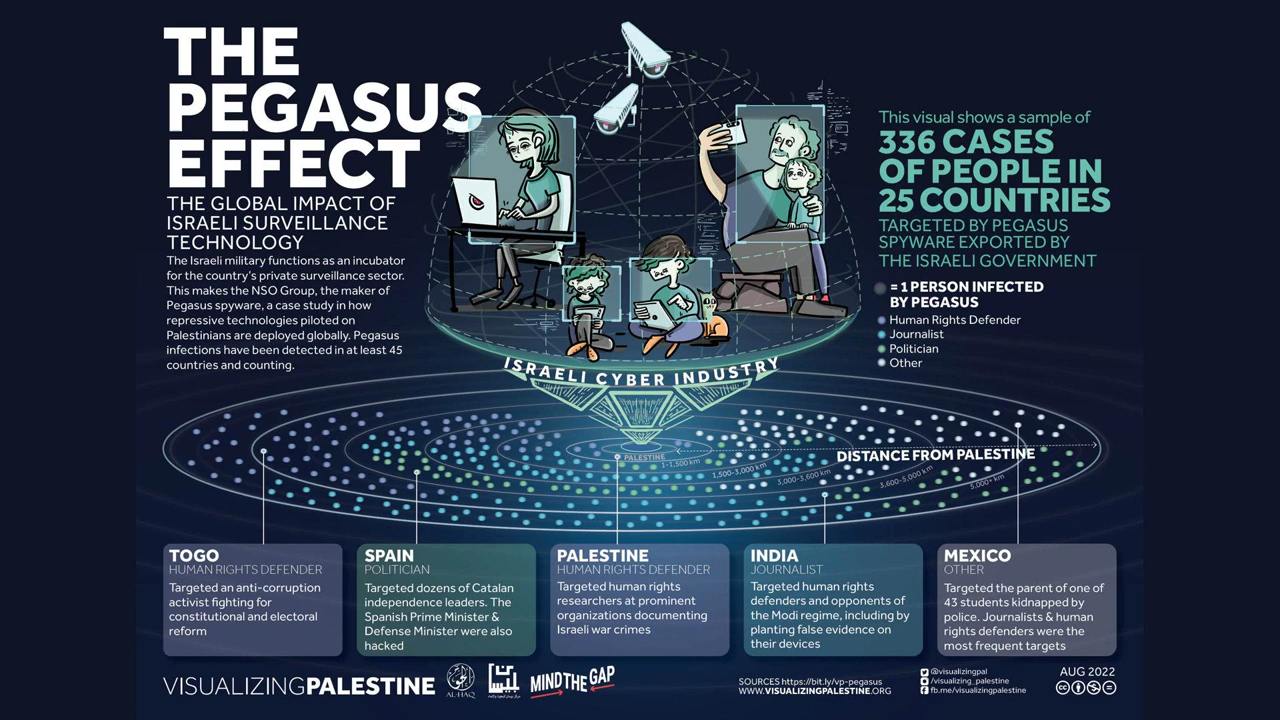 THE
PEGASUS
EFFECT
THE GLOBAL IMPACT OF
ISRAELI SURVEILLANCE
TECHNOLOGY
The Israeli military functions as an incubator
for the country's private surveillance sector.
This makes the NSO Group, the maker of
Pegasus spyware, a case study in how
repressive technologies piloted on
Palestinians are deployed globally. Pegasus
infections have been detected in at least 45
countries and counting.
This visual shows a sample of
336 CASES
OF PEOPLE IN
25 COUNTRIES
TARGETED BY PEGASUS
SPYWARE EXPORTED BY
THE ISRAELI GOVERNMENT
= 1 PERSON INFECTED
BY PEGASUS
Human Rights Defender
Journalist
Politician
Other
ISRAELI CYBER INDUSTRY
PALESTINE
1-1,500 km
1,500-3,000 km
3,000-3,600 km
3,600-5,000 km
5,000+ km
DISTANCE FROM PALESTINE
TOGO
HUMAN RIGHTS DEFENDER
Targeted an anti-corruption
activist fighting for
constitutional and electoral
reform
SPAIN
POLITICIAN
Targeted dozens of Catalan
independence leaders. The
Spanish Prime Minister &
Defense Minister were also
hacked
PALESTINE
HUMAN RIGHTS DEFENDER
Targeted human rights
researchers at prominent
organizations documenting
Israeli war crimes
INDIA
JOURNALIST
Targeted human rights
defenders and opponents of
the Modi regime, including by
planting false evidence on
their devices
MEXICO
OTHER
Targeted the parent of one of
43 students kidnapped by
police. Journalists & human
rights defenders were the
most frequent targets
VISUALIZINGPALESTINE
AL-HAQ
MIND THE GAP
SOURCES https://bit.ly/vp-pegasus
WWW.VISUALIZINGPALESTINE.ORG
@visualizingpal
/visualizing_palestine
fb.me/visualizingpalestine
AUG 2022